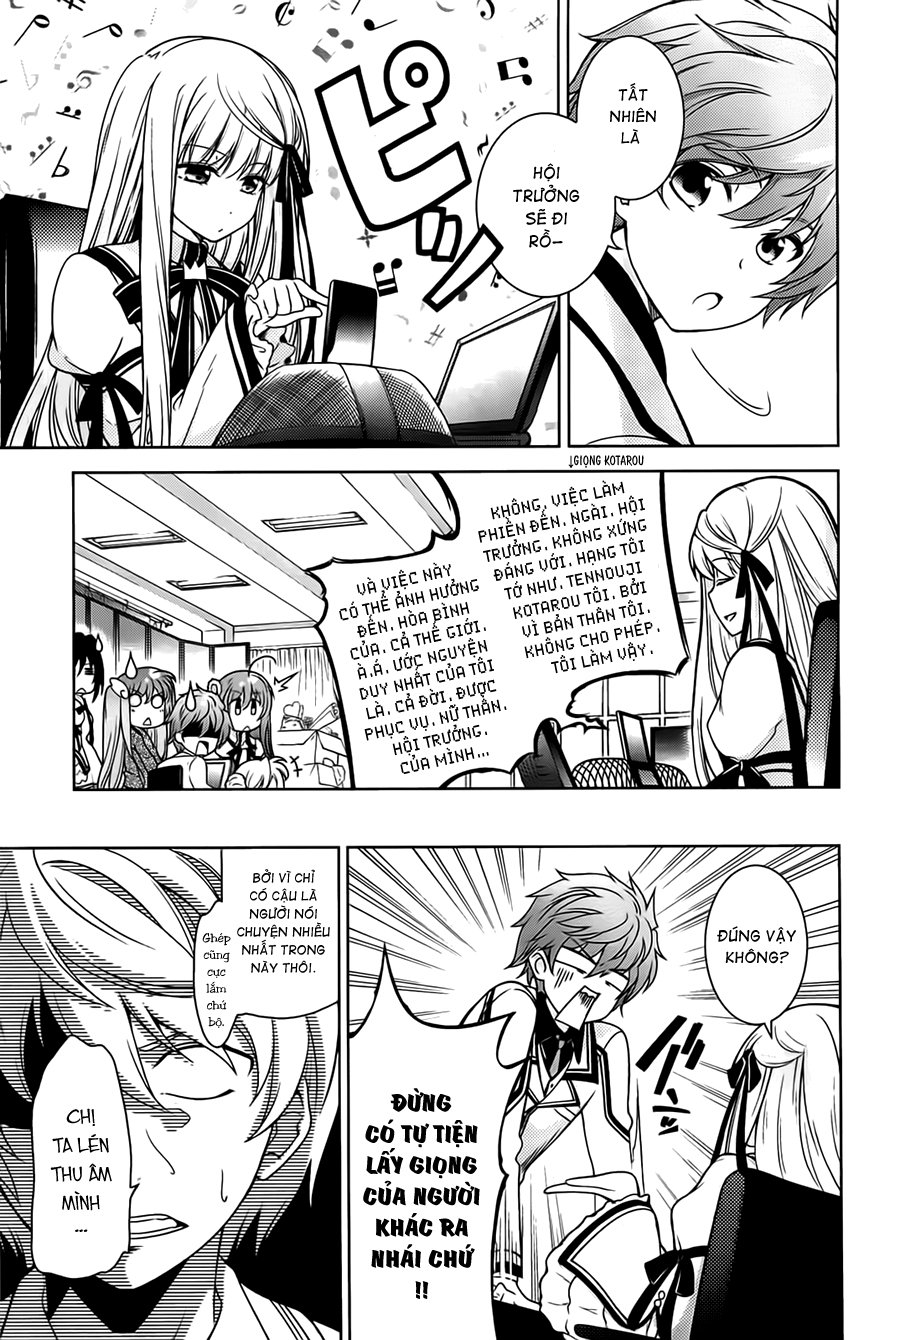 TẤT
NHIÊN
LÀ
HỘI
TRƯỞNG
SẼ ĐI
RỒ–
ピッ
↓GIỌNG KOTAROU
KHÔNG, VIỆC LÀM
PHIỀN ĐẾN. NGÀI. HỘI
TRƯỞNG. KHÔNG XỨNG
ĐÁNG VỚI. HẠNG TÔI
TỚ NHƯ. TENNOUJI
KOTAROU TÔI. BỞI
VÌ BẢN THÂN TÔI.
KHÔNG CHO PHÉP.
TÔI LÀM VẬY.
VÀ VIỆC NÀY
CÓ THỂ ẢNH HƯỞNG
ĐẾN. HÒA BÌNH
CỦA. CẢ THẾ GIỚI.
À.Á. ƯỚC NGUYỆN
DUY NHẤT CỦA TÔI
LÀ. CẢ ĐỜI. ĐƯỢC
PHỤC VỤ. NỮ THẦN.
HỘI TRƯỞNG.
CỦA MÌNH...
ĐÚNG VẬY
KHÔNG?
ĐỪNG
CÓ TỰ TIỆN
LẤY GIỌNG
CỦA NGƯỜI
KHÁC RA
NHÁI CHỨ
!!
BỞI VÌ CHỈ
CÓ CẬU LÀ
NGƯỜI NÓI
CHUYỆN NHIỀU
NHẤT TRONG
NÀY THÔI.
Ghép
cũng
cực
lắm
chứ
bộ.
CHỊ
TA LÉN
THU ÂM
MÌNH
...